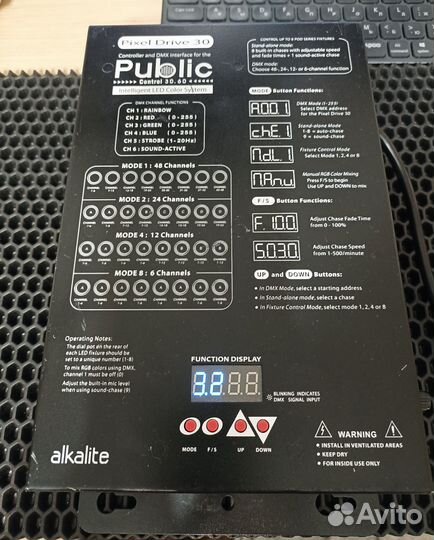 Pixel Drive 30
Controller and DMX Interface for the
Public
Control 30.60
Intelligent LED Color System
DMX CHANNEL FUNCTIONS
CH 1 : RAINBOW
CH 2 : RED (0-255)
CH 3 : GREEN (0-255)
CH 4 : BLUE (0-255)
CH 5 : STROBE (1-20Hz)
CH 6 : SOUND-ACTIVE
MODE 1 : 48 Channels
MODE 2 : 24 Channels
MODE 4 : 12 Channels
MODE 8 : 6 Channels
Operating Notes:
The dial pot on the rear of
each LED fixture should be
set to a unique number (1-8)
To mix RGB colors using DMX,
channel 1 must be off (0)
Adjust the built-in mic level
when using sound-chase (9)
CONTROL UP TO 8 POD SERIES FIXTURES
Stand-alone mode:
8 built-in chases with adjustable speed
and fade times + 1 sound-active chase
DMX mode:
Choose 48-, 24-, 12- or 6-channel function
MODE Button Functions:
A001
DMX Mode (1-255)
Select DMX address
for the Pixel Drive 30
chE.1
Stand-alone Mode
1-8 = auto-chase
9 = sound-chase
MdL.1
Fixture Control Mode
Select Mode 1, 2, 4 or 8
MAnu
Manual RGB Color Mixing
Press F/S to begin
Use UP and DOWN to mix
F/S Button Functions:
F.100
Adjust Chase Fade Time
from 0 - 100%
S.030
Adjust Chase Speed
from 1-500/minute
UP and DOWN Buttons:
• In DMX Mode, select a starting address
• In Stand-alone mode, select a chase
• In Fixture Control, select mode 1, 2, 4 or 8
FUNCTION DISPLAY
BLINKING INDICATES
DMX SIGNAL INPUT
MODE F/S UP DOWN
WARNING
• INSTALL IN VENTILATED AREAS
• KEEP DRY
• FOR INSIDE USE ONLY
alkalite
Avito